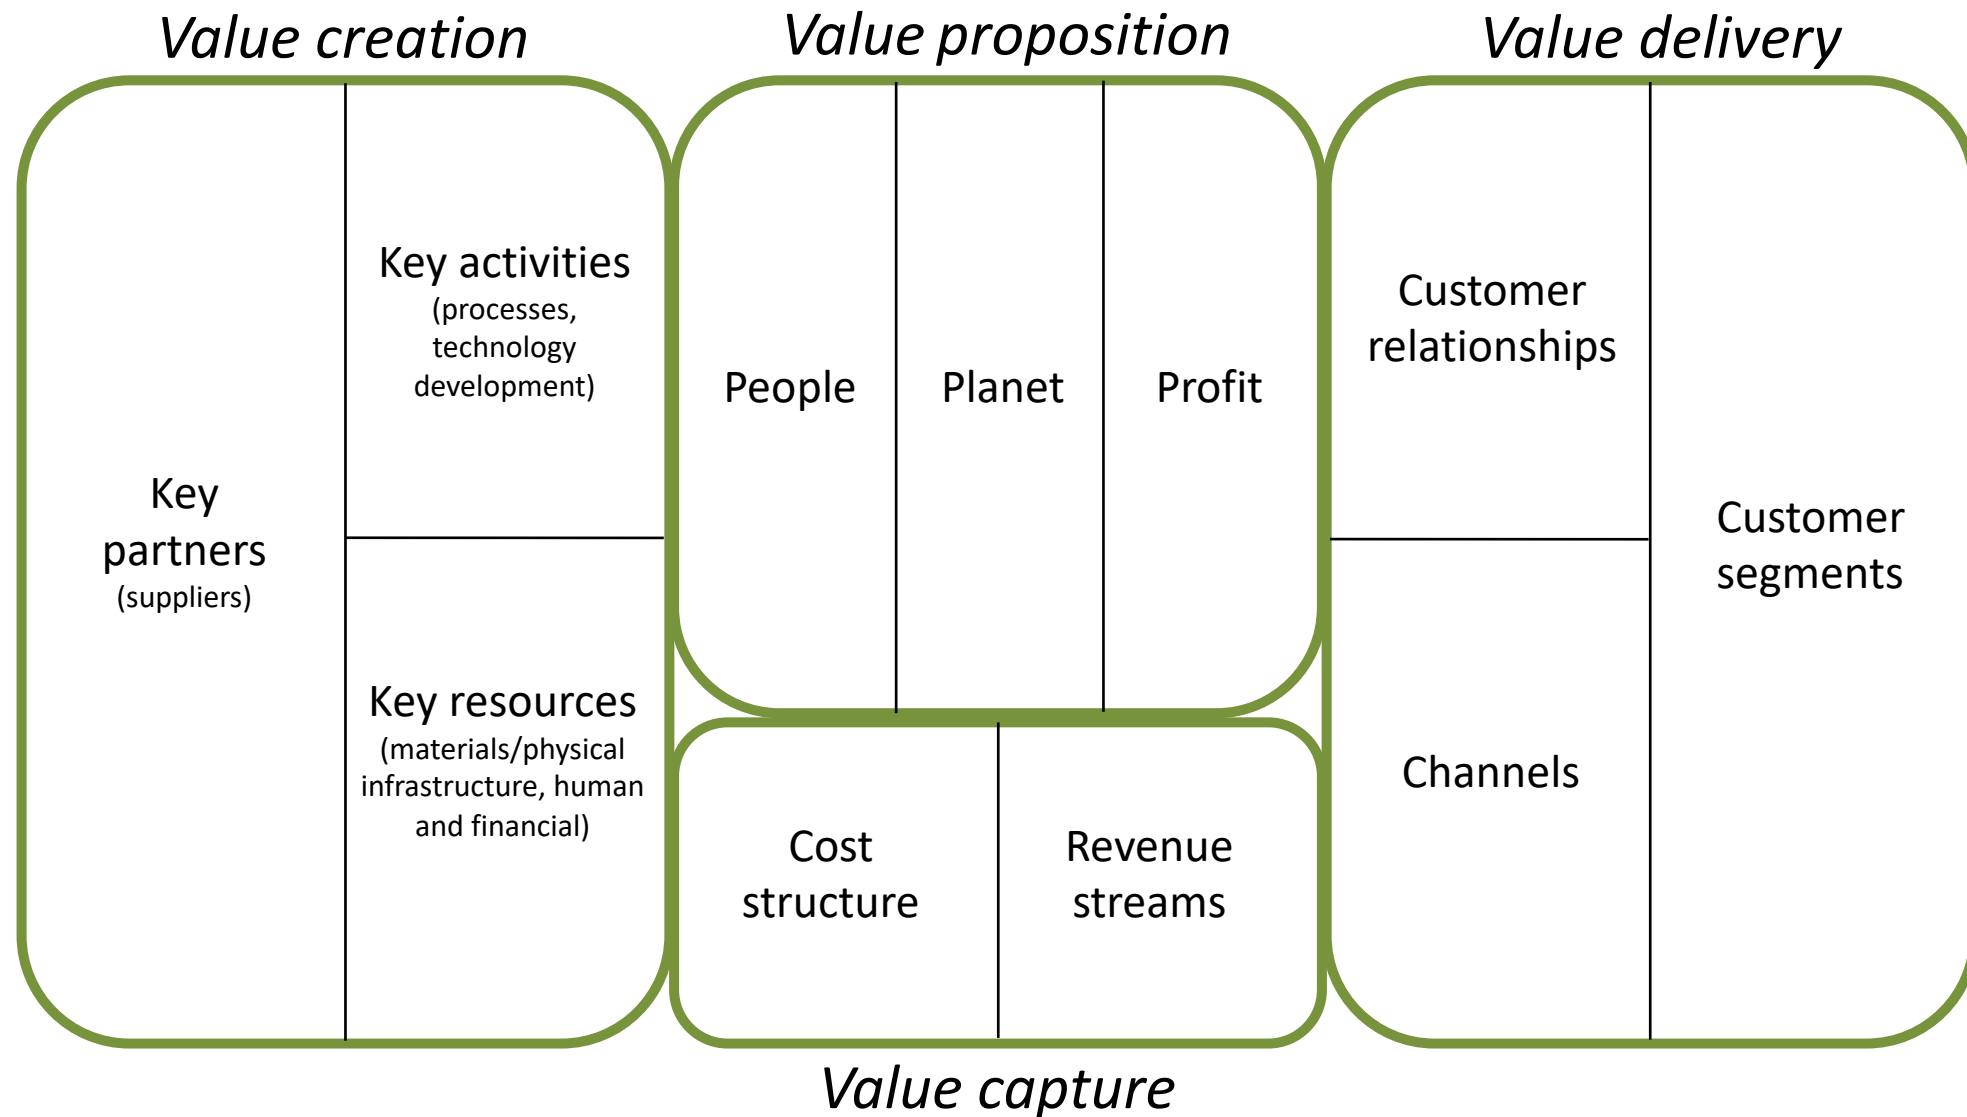 Value creation
Value proposition
Value delivery
Key
partners
(suppliers)
Key activities
(processes,
technology
development)
Key resources
(materials/physical
infrastructure, human
and financial)
People
Planet
Profit
Cost
structure
Revenue
streams
Customer
relationships
Channels
Customer
segments
Value capture